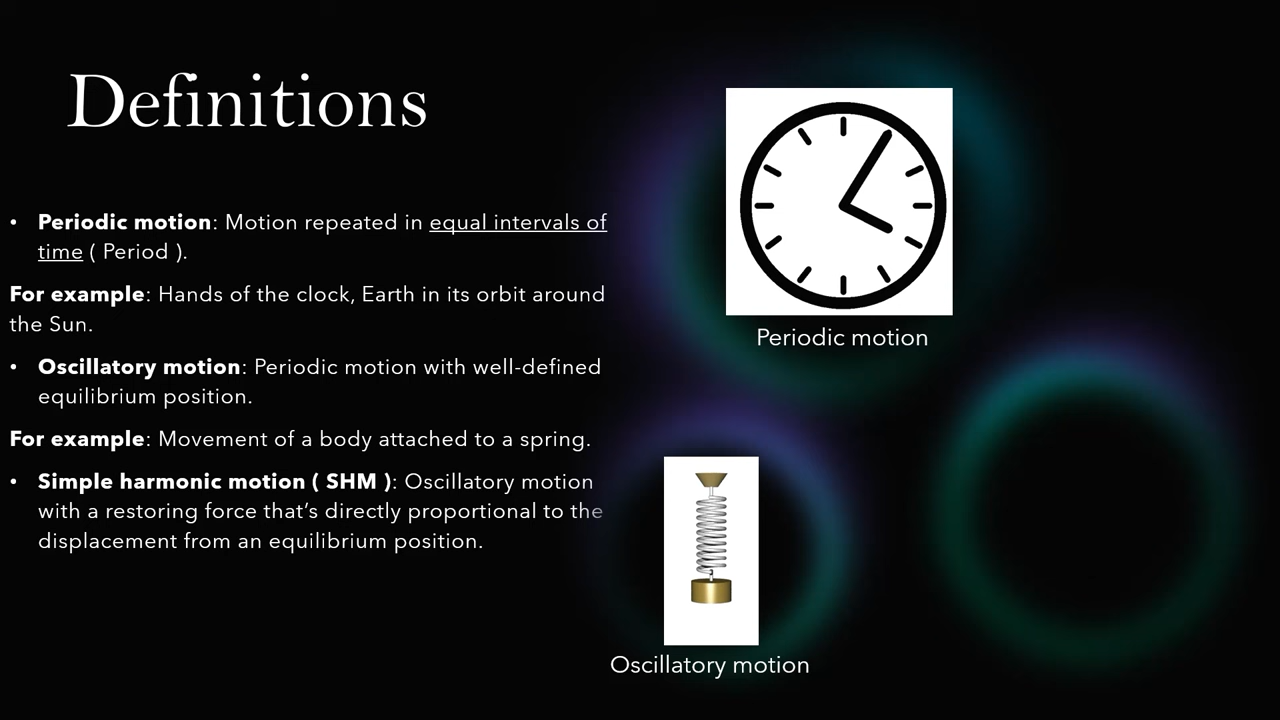 Definitions
• Periodic motion: Motion repeated in equal intervals of
time ( Period ).
For example: Hands of the clock, Earth in its orbit around
the Sun.
• Oscillatory motion: Periodic motion with well-defined
equilibrium position.
For example: Movement of a body attached to a spring.
• Simple harmonic motion ( SHM ): Oscillatory motion
with a restoring force that’s directly proportional to the
displacement from an equilibrium position.
Periodic motion
Oscillatory motion